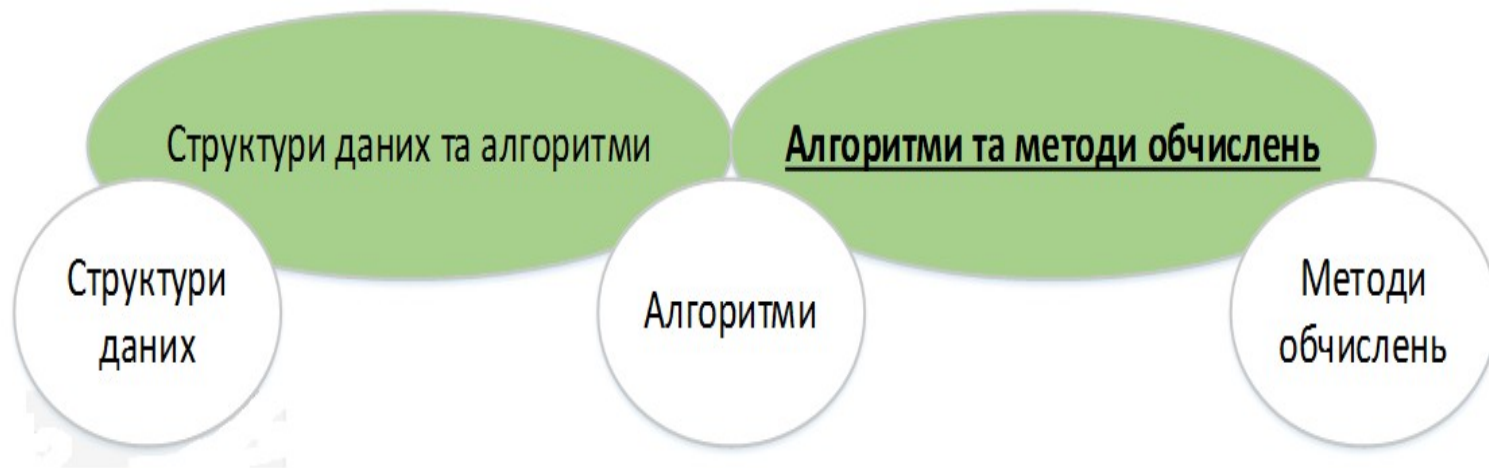 Структури даних та алгоритми
Алгоритми та методи обчислень
Структури
даних
Алгоритми
Методи
обчислень